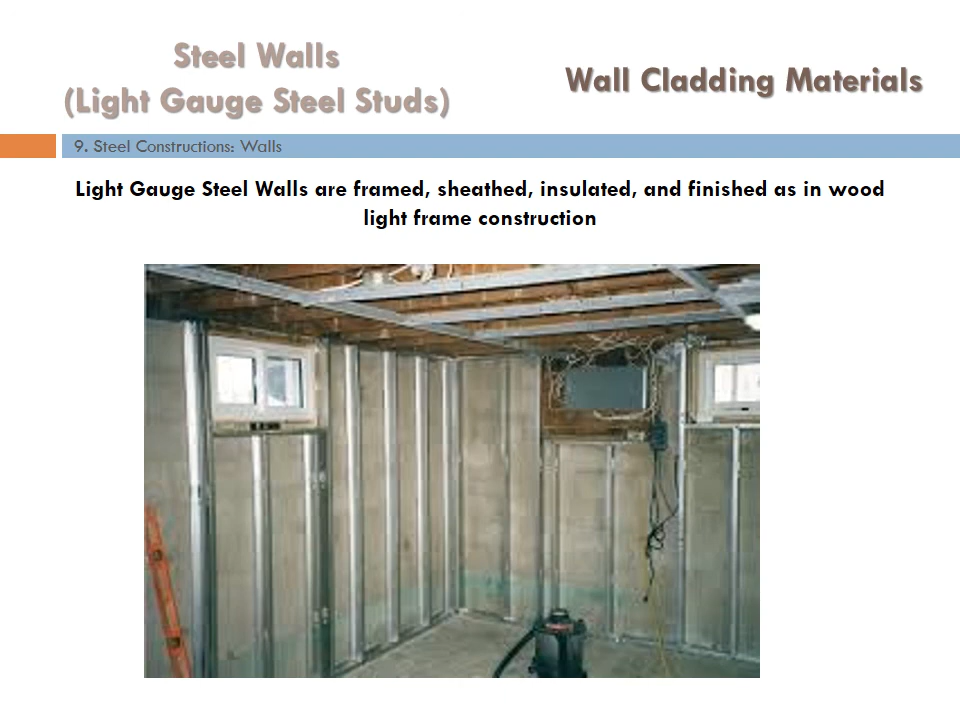 Steel Walls
(Light Gauge Steel Studs)
Wall Cladding Materials
9. Steel Constructions: Walls
Light Gauge Steel Walls are framed, sheathed, insulated, and finished as in wood
light frame construction